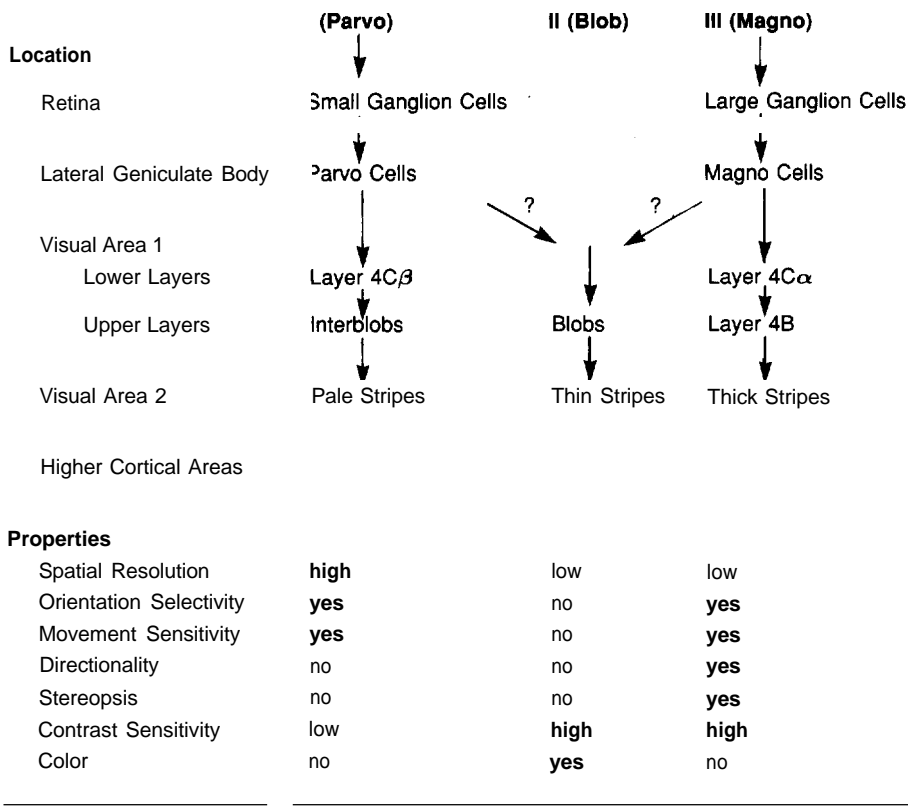 (Parvo) II (Blob) III (Magno)
Location
Retina Small Ganglion Cells Large Ganglion Cells
Lateral Geniculate Body Parvo Cells Magno Cells
? ?
Visual Area 1
Lower Layers Layer 4Cβ Layer 4Cα
Upper Layers Interblobs Blobs Layer 4B
Visual Area 2 Pale Stripes Thin Stripes Thick Stripes
Higher Cortical Areas
Properties
Spatial Resolution high low low
Orientation Selectivity yes no yes
Movement Sensitivity yes no yes
Directionality no no yes
Stereopsis no no yes
Contrast Sensitivity low high high
Color no yes no